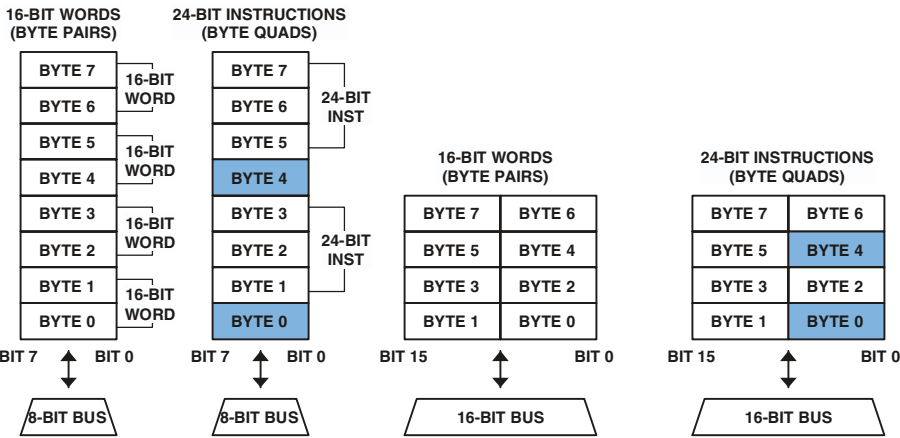 16-BIT WORDS
(BYTE PAIRS)
BYTE 7
BYTE 6
BYTE 5
BYTE 4
BYTE 3
BYTE 2
BYTE 1
BYTE 0
16-BIT
WORD
16-BIT
WORD
16-BIT
WORD
16-BIT
WORD
BIT 7
BIT 0
8-BIT BUS
24-BIT INSTRUCTIONS
(BYTE QUADS)
BYTE 7
BYTE 6
BYTE 5
BYTE 4
BYTE 3
BYTE 2
BYTE 1
BYTE 0
24-BIT
INST
24-BIT
INST
BIT 7
BIT 0
8-BIT BUS
16-BIT WORDS
(BYTE PAIRS)
BYTE 7 BYTE 6
BYTE 5 BYTE 4
BYTE 3 BYTE 2
BYTE 1 BYTE 0
BIT 15
BIT 0
16-BIT BUS
24-BIT INSTRUCTIONS
(BYTE QUADS)
BYTE 7 BYTE 6
BYTE 5 BYTE 4
BYTE 3 BYTE 2
BYTE 1 BYTE 0
BIT 15
BIT 0
16-BIT BUS